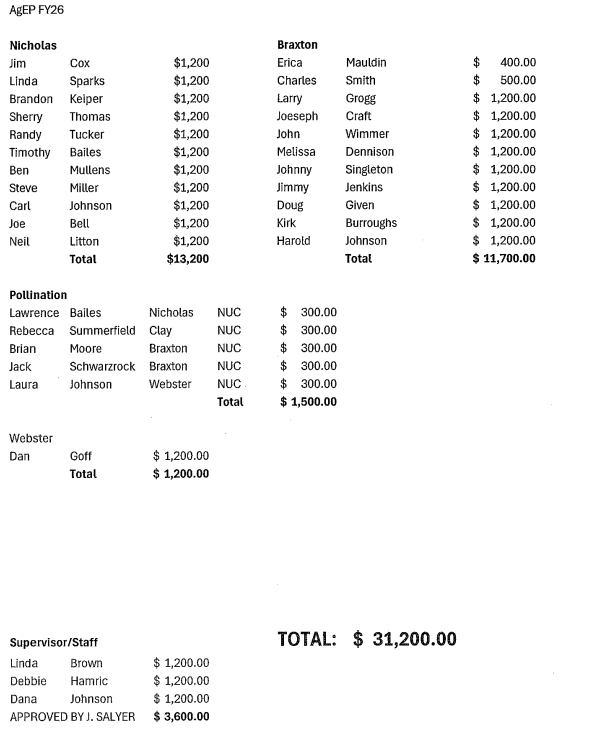 AgEP FY26
Nicholas
Jim Cox $1,200
Linda Sparks $1,200
Brandon Keiper $1,200
Sherry Thomas $1,200
Randy Tucker $1,200
Timothy Bailes $1,200
Ben Mullens $1,200
Steve Miller $1,200
Carl Johnson $1,200
Joe Bell $1,200
Neil Litton $1,200
Total $13,200
Braxton
Erica Mauldin $ 400.00
Charles Smith $ 500.00
Larry Grogg $ 1,200.00
Joeseph Craft $ 1,200.00
John Wimmer $ 1,200.00
Melissa Dennison $ 1,200.00
Johnny Singleton $ 1,200.00
Jimmy Jenkins $ 1,200.00
Doug Given $ 1,200.00
Kirk Burroughs $ 1,200.00
Harold Johnson $ 1,200.00
Total $ 11,700.00
Pollination
Lawrence Bailes Nicholas NUC $ 300.00
Rebecca Summerfield Clay NUC $ 300.00
Brian Moore Braxton NUC $ 300.00
Jack Schwarzrock Braxton NUC $ 300.00
Laura Johnson Webster NUC $ 300.00
Total $ 1,500.00
Webster
Dan Goff $ 1,200.00
Total $ 1,200.00
TOTAL: $ 31,200.00
Supervisor/Staff
Linda Brown $ 1,200.00
Debbie Hamric $ 1,200.00
Dana Johnson $ 1,200.00
APPROVED BY J. SALYER $ 3,600.00